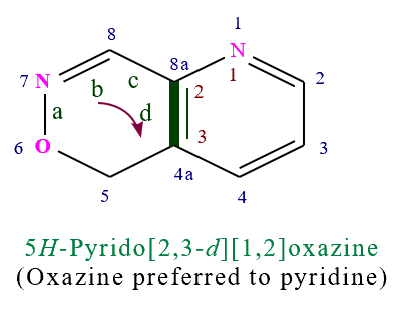 1
8
N
8a
7 N
c
1
2
b
2
a
d
3
6 O
3
4a
5
4
5H-Pyrido[2,3-d][1,2]oxazine
(Oxazine preferred to pyridine)